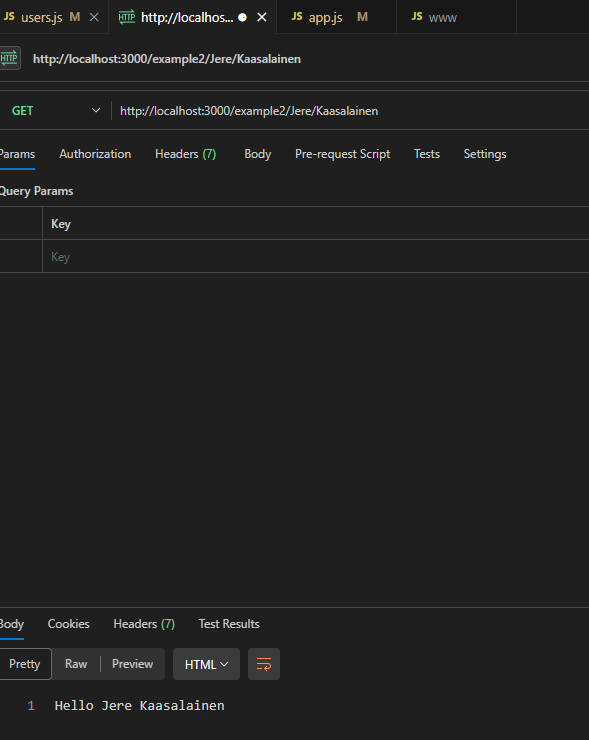 JS users.js M
HTTP http://localhos...
JS app.js M
JS www
HTTP http://localhost:3000/example2/Jere/Kaasalainen
GET http://localhost:3000/example2/Jere/Kaasalainen
Params Authorization Headers (7) Body Pre-request Script Tests Settings
Query Params
Key
Key
Body Cookies Headers (7) Test Results
Pretty Raw Preview HTML
1 Hello Jere Kaasalainen